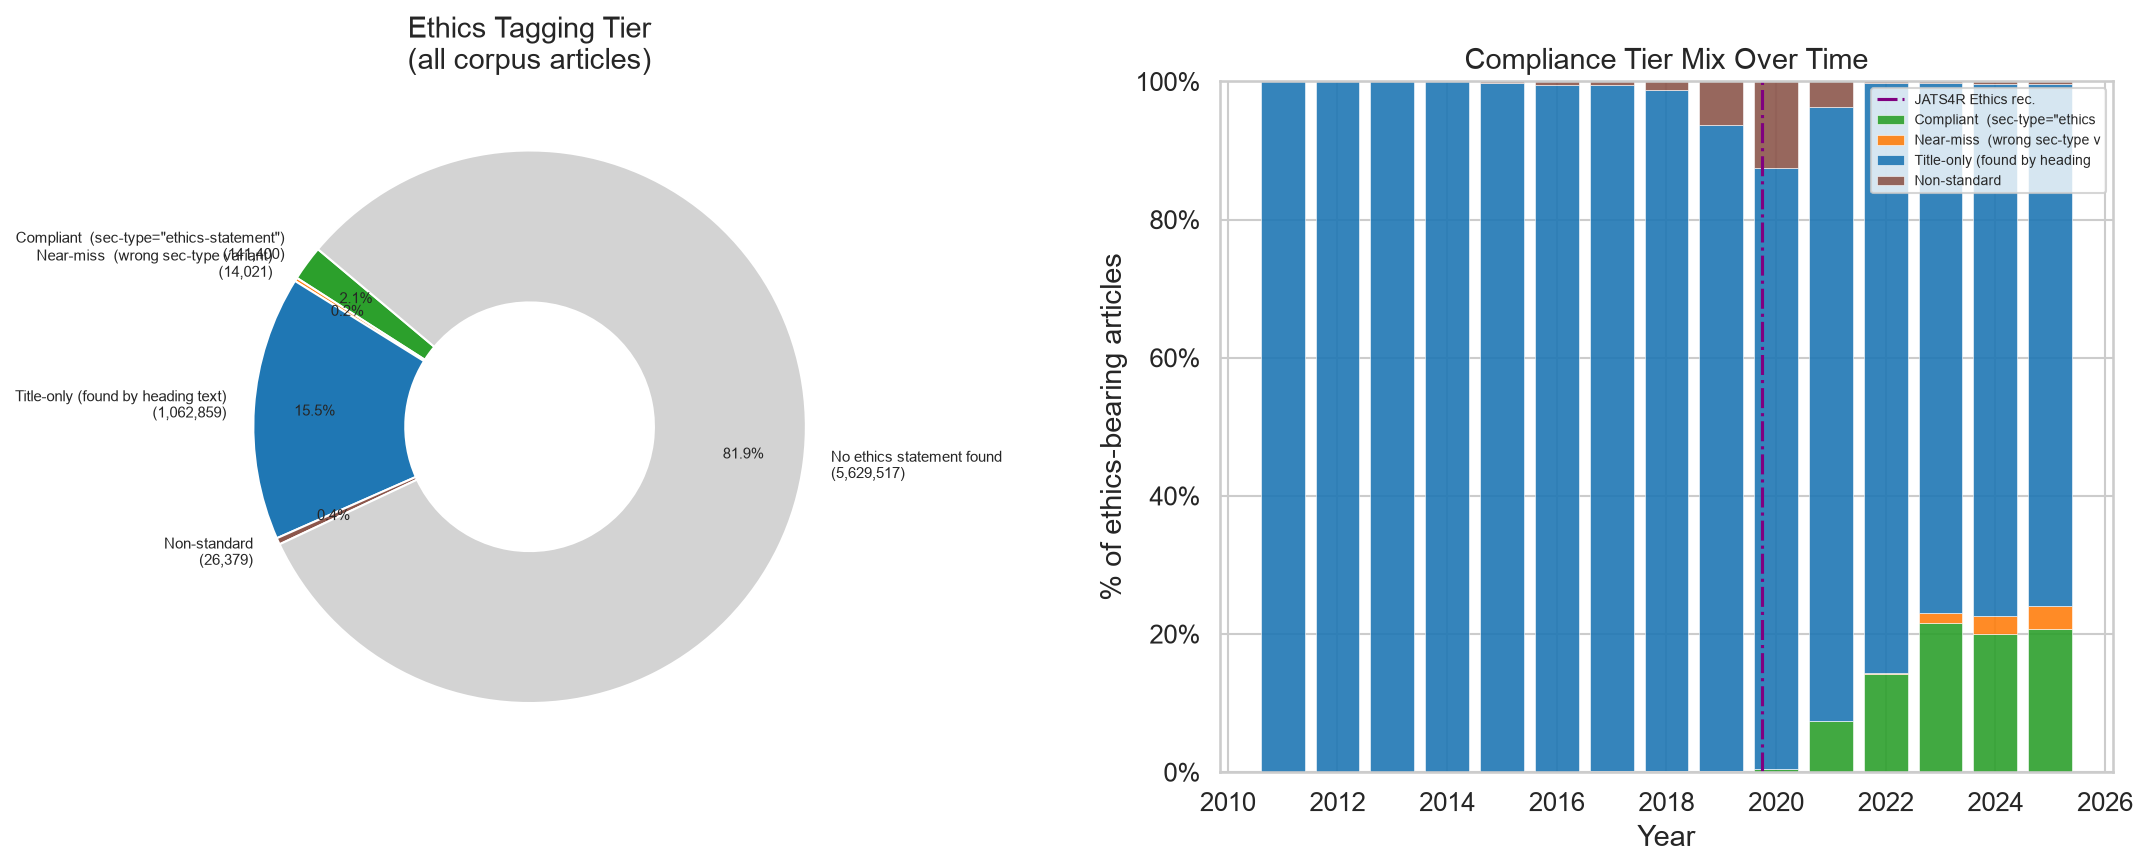 Ethics Tagging Tier
(all corpus articles)
Compliant (sec-type="ethics-statement")
(141,400)
Near-miss (wrong sec-type variant)
(14,021)
2.1%
0.2%
Title-only (found by heading text)
(1,062,859)
15.5%
81.9%
No ethics statement found
(5,629,517)
0.4%
Non-standard
(26,379)
Compliance Tier Mix Over Time
100%
80%
60%
40%
20%
0%
% of ethics-bearing articles
JATS4R Ethics rec.
Compliant (sec-type="ethics
Near-miss (wrong sec-type v
Title-only (found by heading
Non-standard
2010
2012
2014
2016
2018
2020
2022
2024
2026
Year